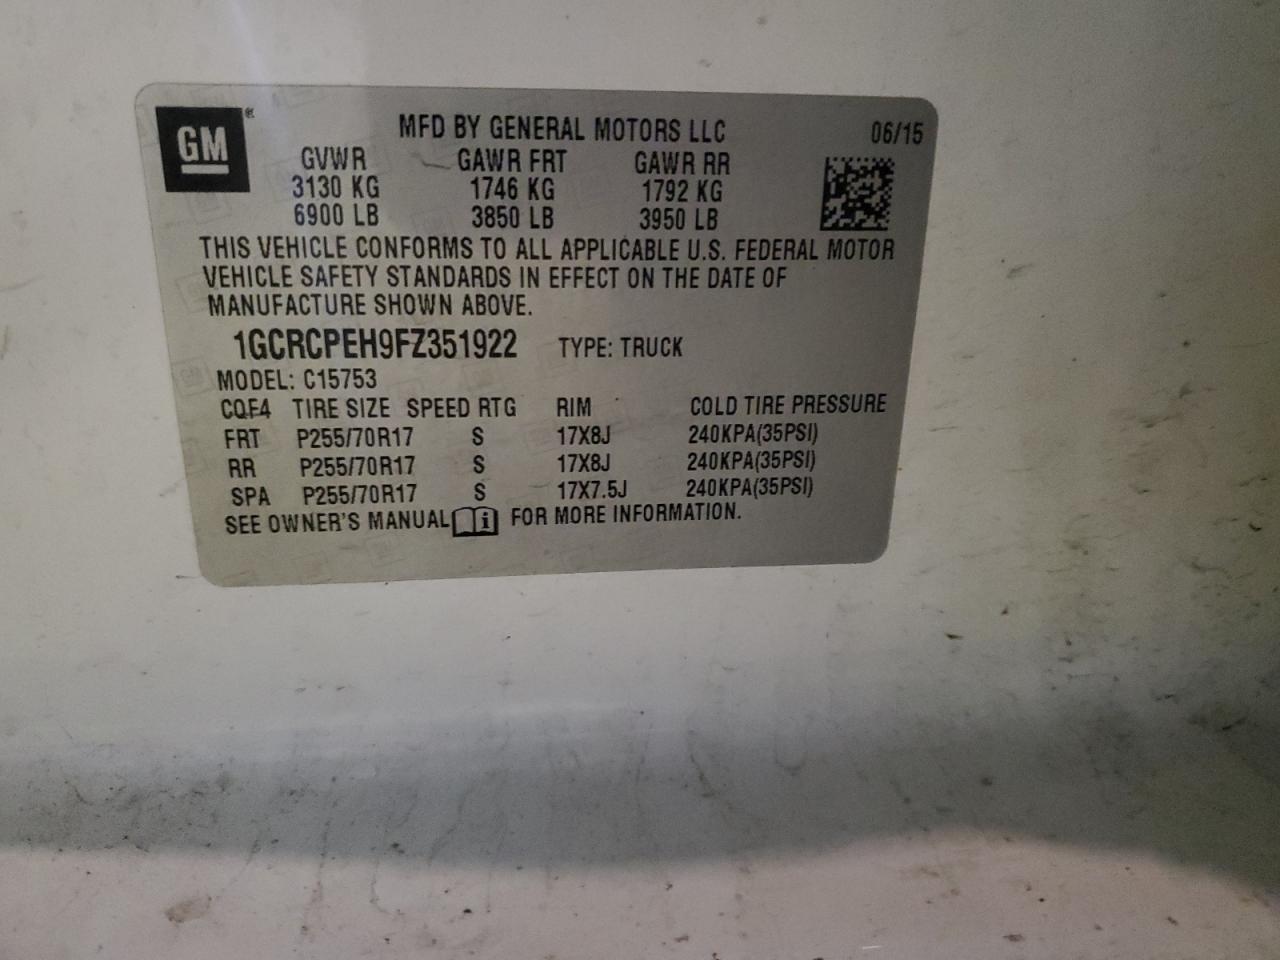 GM ®
MFD BY GENERAL MOTORS LLC 06/15
GVWR GAWR FRT GAWR RR
3130 KG 1746 KG 1792 KG
6900 LB 3850 LB 3950 LB
THIS VEHICLE CONFORMS TO ALL APPLICABLE U.S. FEDERAL MOTOR
VEHICLE SAFETY STANDARDS IN EFFECT ON THE DATE OF
MANUFACTURE SHOWN ABOVE.
1GCRCPEH9FZ351922 TYPE: TRUCK
MODEL: C15753
CQF4 TIRE SIZE SPEED RTG RIM COLD TIRE PRESSURE
FRT P255/70R17 S 17X8J 240KPA(35PSI)
RR P255/70R17 S 17X8J 240KPA(35PSI)
SPA P255/70R17 S 17X7.5J 240KPA(35PSI)
SEE OWNER'S MANUAL i FOR MORE INFORMATION.